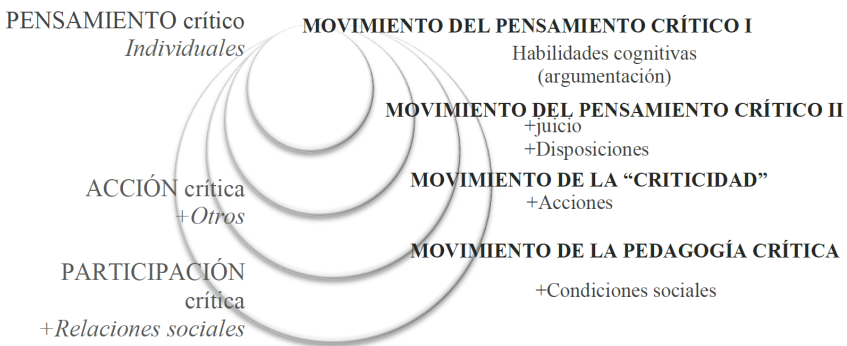 PENSAMIENTO crítico
Individuales
MOVIMIENTO DEL PENSAMIENTO CRÍTICO I
Habilidades cognitivas
(argumentación)
MOVIMIENTO DEL PENSAMIENTO CRÍTICO II
+juicio
+Disposiciones
ACCIÓN crítica
+Otros
MOVIMIENTO DE LA “CRITICIDAD”
+Acciones
PARTICIPACIÓN
crítica
+Relaciones sociales
MOVIMIENTO DE LA PEDAGOGÍA CRÍTICA
+Condiciones sociales